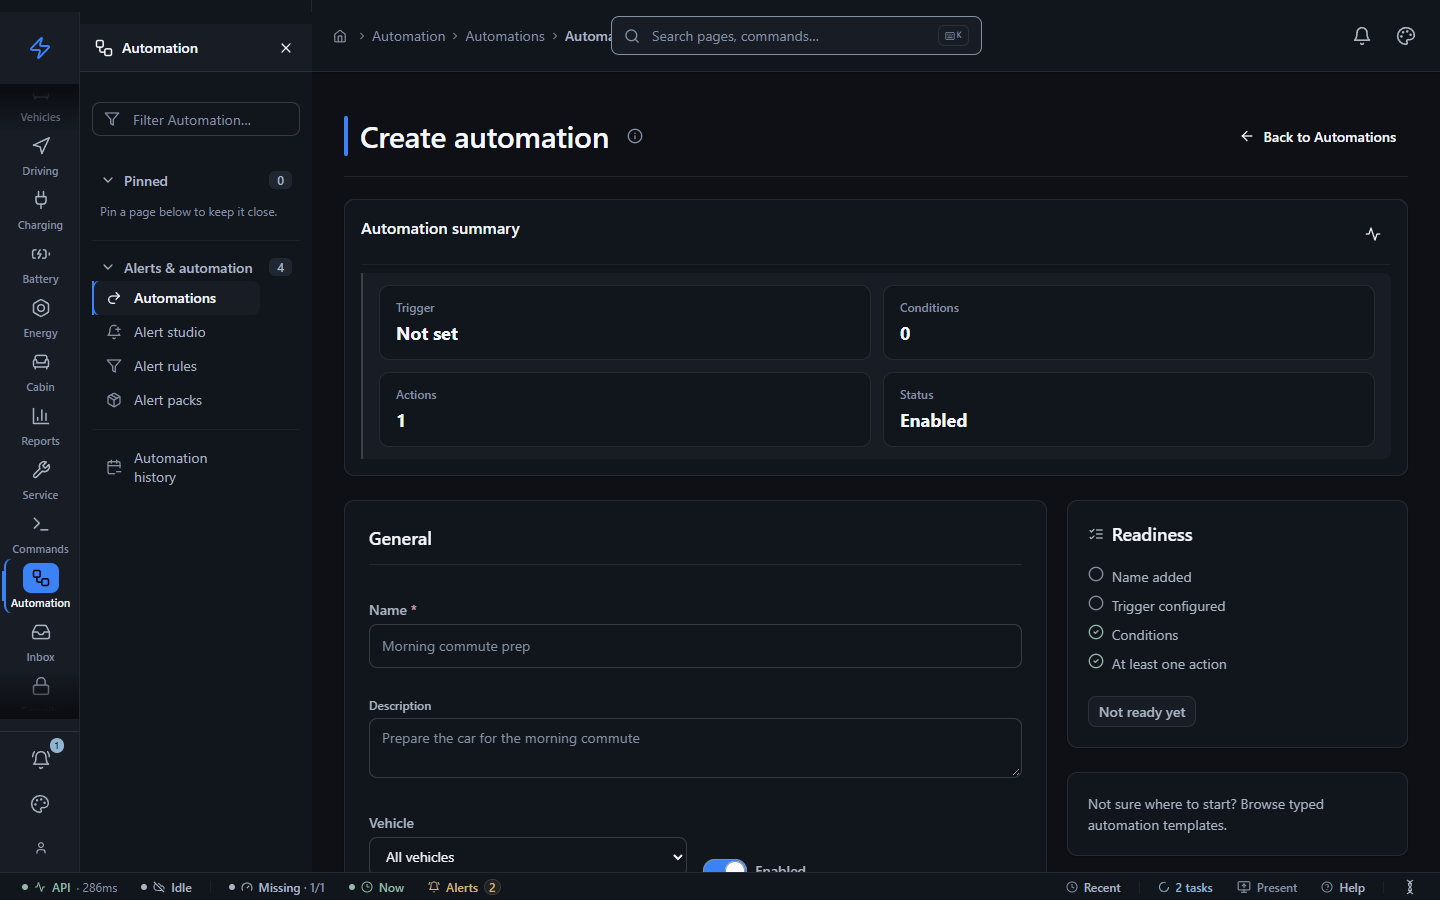 Automation
Automation
Automations
Automa
Search pages, commands...
K
Vehicles
Driving
Charging
Battery
Energy
Cabin
Reports
Service
Commands
Automation
Inbox
1
Filter Automation...
Pinned
0
Pin a page below to keep it close.
Alerts & automation
4
Automations
Alert studio
Alert rules
Alert packs
Automation
history
Create automation
Back to Automations
Automation summary
Trigger
Not set
Conditions
0
Actions
1
Status
Enabled
General
Name *
Morning commute prep
Description
Prepare the car for the morning commute
Vehicle
All vehicles
Enabled
Readiness
Name added
Trigger configured
Conditions
At least one action
Not ready yet
Not sure where to start? Browse typed
automation templates.
API · 286ms
Idle
Missing · 1/1
Now
Alerts 2
Recent
2 tasks
Present
Help